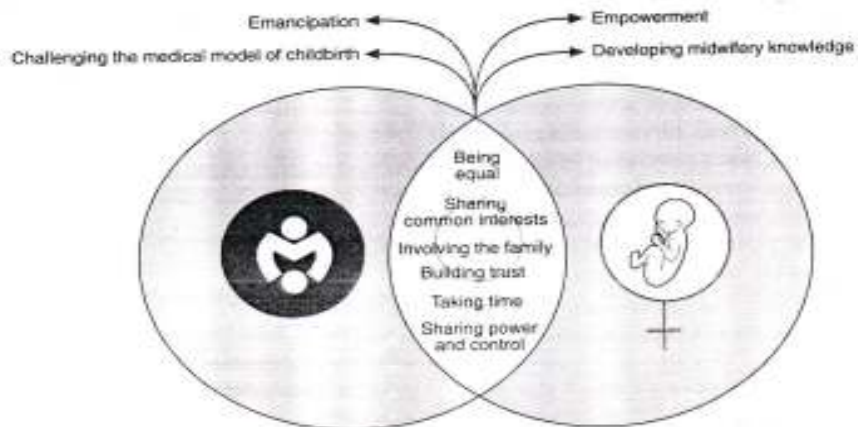 Emancipation
Empowerment
Challenging the medical model of childbirth
Developing midwifery knowledge
Being
equal
Sharing
common interests
Involving the family
Building trust
Taking time
Sharing power
and control